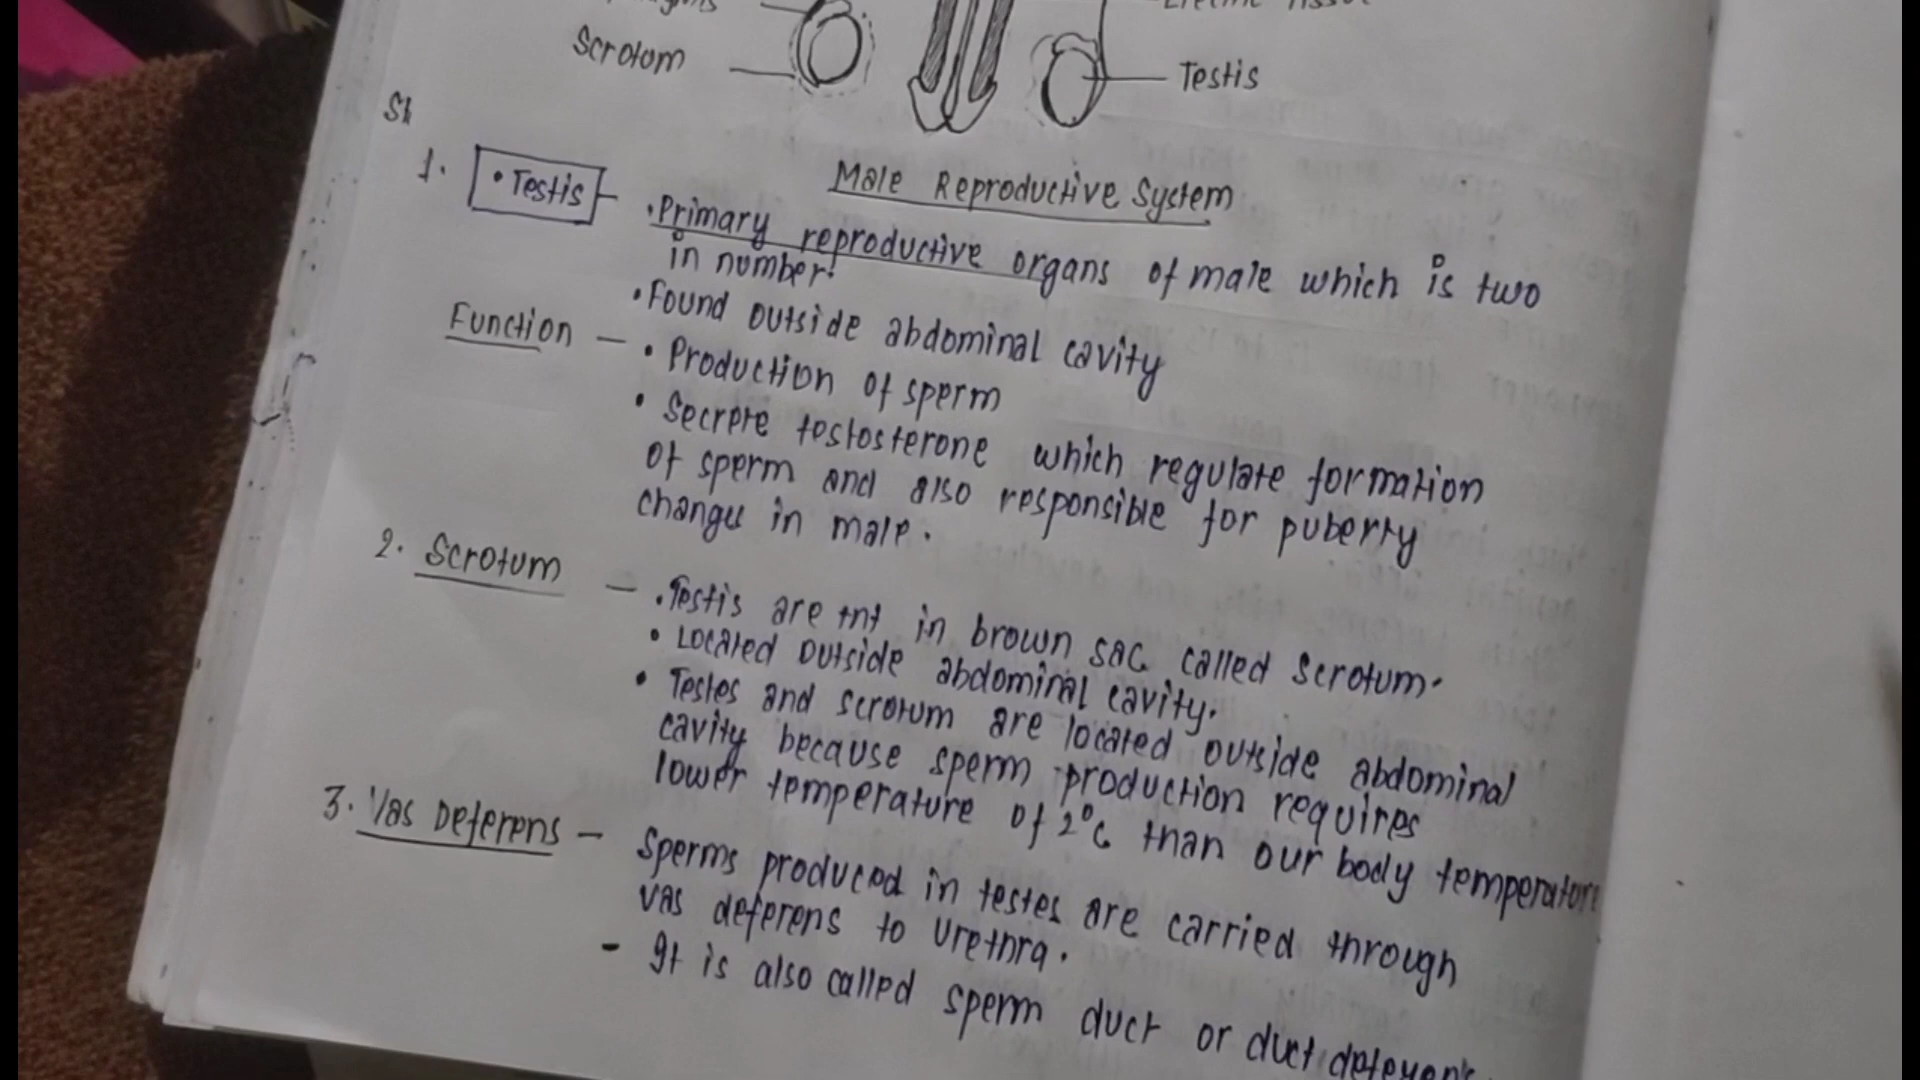 Scrotum
Testis
St
Male Reproductive System
1. • Testis - • Primary reproductive organs of male which is two
in number.
• Found outside abdominal cavity
Function - • Production of sperm
• Secrete testosterone which regulate formation
of sperm and also responsible for puberty
changes in male.
2. Scrotum - • Testis are in brown sac called Scrotum.
• Located outside abdominal cavity.
• Testes and scrotum are located outside abdominal
cavity because sperm production requires
lower temperature of 2°C than our body temperature
3. Vas Deferens - Sperms produced in testes are carried through
vas deferens to urethra.
- It is also called sperm duct or duct deferens